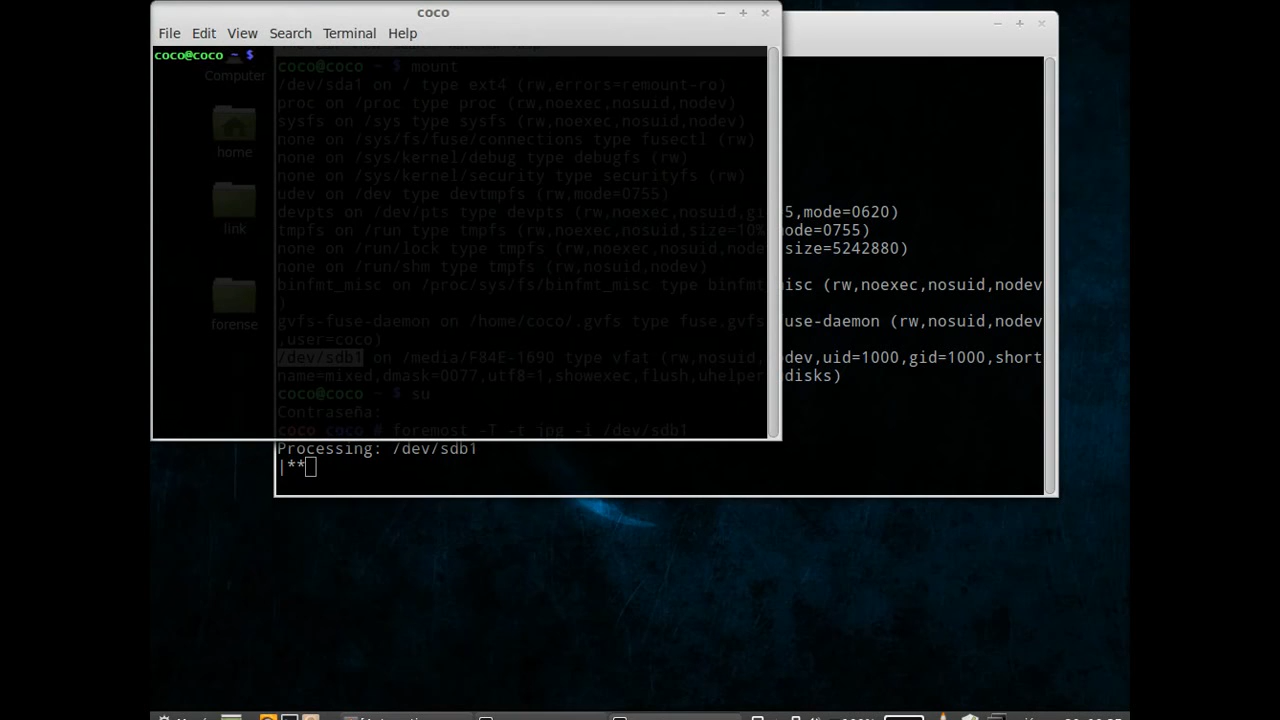 coco
File Edit View Search Terminal Help
coco@coco ~ $
Computer
home
link
forense
coco@coco ~ $ mount
/dev/sda1 on / type ext4 (rw,errors=remount-ro)
proc on /proc type proc (rw,noexec,nosuid,nodev)
sysfs on /sys type sysfs (rw,noexec,nosuid,nodev)
none on /sys/fs/fuse/connections type fusectl (rw)
none on /sys/kernel/debug type debugfs (rw)
none on /sys/kernel/security type securityfs (rw)
udev on /dev type devtmpfs (rw,mode=0755)
devpts on /dev/pts type devpts (rw,noexec,nosuid,gid=5,mode=0620)
tmpfs on /run type tmpfs (rw,noexec,nosuid,size=10%,mode=0755)
none on /run/lock type tmpfs (rw,noexec,nosuid,nodev,size=5242880)
none on /run/shm type tmpfs (rw,nosuid,nodev)
binfmt_misc on /proc/sys/fs/binfmt_misc type binfmt_misc (rw,noexec,nosuid,nodev
)
gvfs-fuse-daemon on /home/coco/.gvfs type fuse.gvfs-fuse-daemon (rw,nosuid,nodev
,user=coco)
/dev/sdb1 on /media/F84E-1690 type vfat (rw,nosuid,nodev,uid=1000,gid=1000,short
name=mixed,dmask=0077,utf8=1,showexec,flush,uhelper=udisks)
coco@coco ~ $ su
Contraseña:
coco coco # foremost -T -t jpg -i /dev/sdb1
Processing: /dev/sdb1
|**